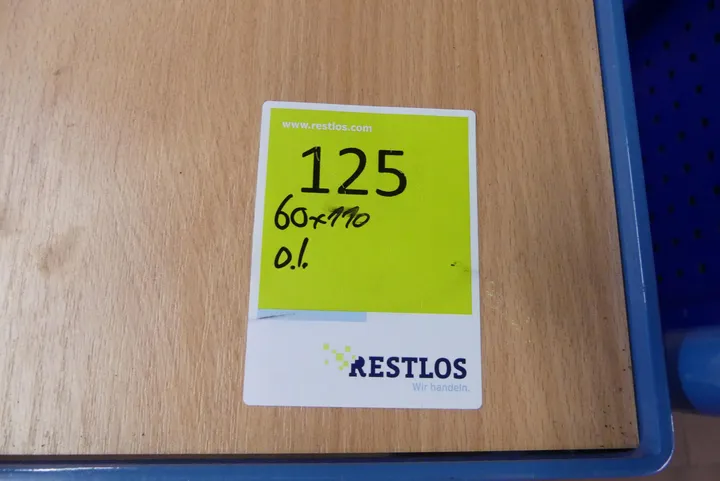 www.restlos.com
125
60x110
o.l.
RESTLOS
Wir handeln.